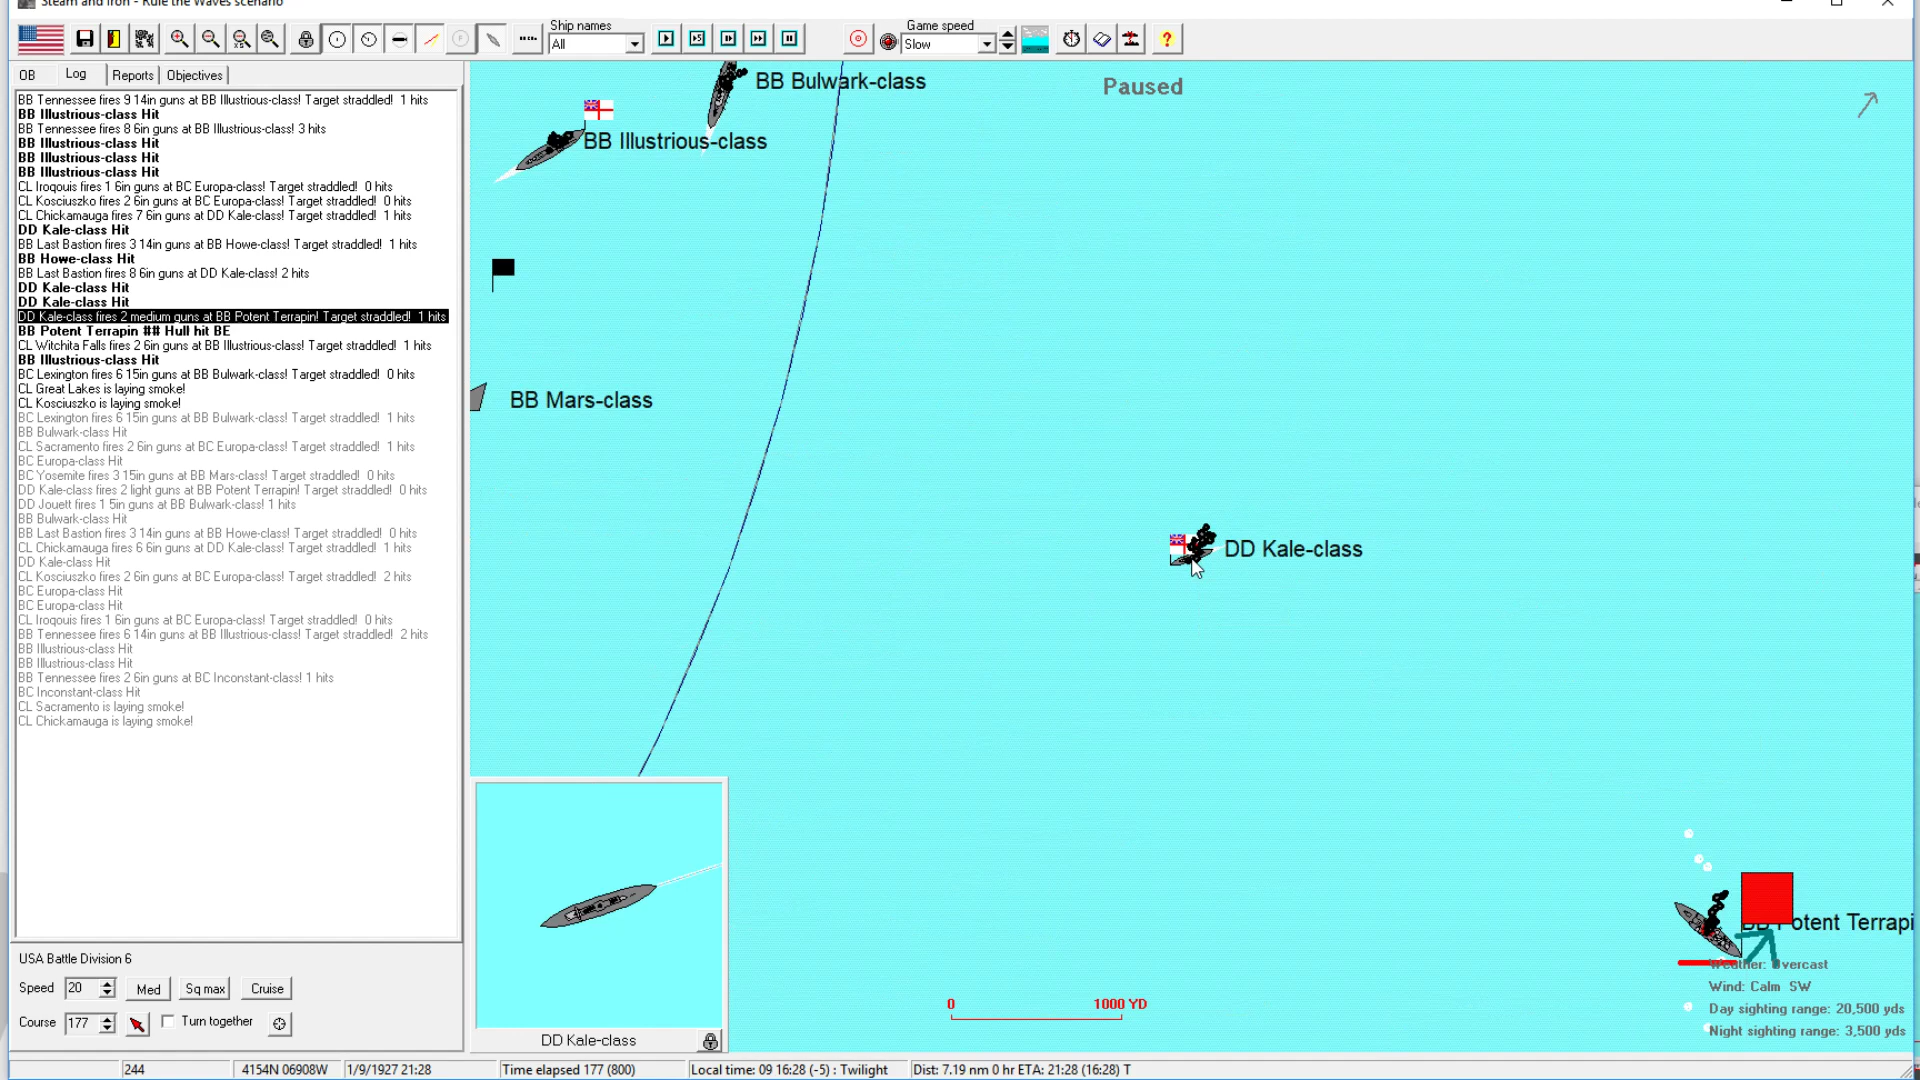 Steam and Iron - Rule the Waves scenario
Ship names
All
Game speed
Slow
OB
Log
Reports
Objectives
BB Tennessee fires 9 14in guns at BB Illustrious-class! Target straddled!  1 hits
BB Illustrious-class Hit
BB Tennessee fires 8 6in guns at BB Illustrious-class! 3 hits
BB Illustrious-class Hit
BB Illustrious-class Hit
BB Illustrious-class Hit
CL Iroqouis fires 1 6in guns at BC Europa-class! Target straddled!  0 hits
CL Kosciuszko fires 2 6in guns at BC Europa-class! Target straddled!  0 hits
CL Chickamauga fires 7 6in guns at DD Kale-class! Target straddled!  1 hits
DD Kale-class Hit
BB Last Bastion fires 3 14in guns at BB Howe-class! Target straddled!  1 hits
BB Howe-class Hit
BB Last Bastion fires 8 6in guns at DD Kale-class! 2 hits
DD Kale-class Hit
DD Kale-class Hit
DD Kale-class fires 2 medium guns at BB Potent Terrapin! Target straddled!  1 hits
BB Potent Terrapin ## Hull hit BE
CL Witchita Falls fires 2 6in guns at BB Illustrious-class! Target straddled!  1 hits
BB Illustrious-class Hit
BC Lexington fires 6 15in guns at BB Bulwark-class! Target straddled!  0 hits
CL Great Lakes is laying smoke!
CL Kosciuszko is laying smoke!
BC Lexington fires 6 15in guns at BB Bulwark-class! Target straddled!  1 hits
BB Bulwark-class Hit
CL Sacramento fires 2 6in guns at BC Europa-class! Target straddled!  1 hits
BC Europa-class Hit
BC Yosemite fires 3 15in guns at BB Mars-class! Target straddled!  0 hits
DD Kale-class fires 2 light guns at BB Potent Terrapin! Target straddled!  0 hits
DD Jouett fires 1 5in guns at BB Bulwark-class! 1 hits
BB Bulwark-class Hit
BB Last Bastion fires 3 14in guns at BB Howe-class! Target straddled!  0 hits
CL Chickamauga fires 6 6in guns at DD Kale-class! Target straddled!  1 hits
DD Kale-class Hit
CL Kosciuszko fires 2 6in guns at BC Europa-class! Target straddled!  2 hits
BC Europa-class Hit
BC Europa-class Hit
CL Iroqouis fires 1 6in guns at BC Europa-class! Target straddled!  0 hits
BB Tennessee fires 6 14in guns at BB Illustrious-class! Target straddled!  2 hits
BB Illustrious-class Hit
BB Illustrious-class Hit
BB Tennessee fires 2 6in guns at BC Inconstant-class! 1 hits
BC Inconstant-class Hit
CL Sacramento is laying smoke!
CL Chickamauga is laying smoke!
USA Battle Division 6
Speed 20 Med Sq max Cruise
Course 177 Turn together
BB Bulwark-class
Paused
BB Illustrious-class
BB Mars-class
DD Kale-class
BB Potent Terrapi
0 1000 YD
Weather: Overcast
Wind: Calm  SW
Day sighting range: 20,500 yds
Night sighting range: 3,500 yds
DD Kale-class
244
4154N 06908W
1/9/1927 21:28
Time elapsed 177 (800)
Local time: 09 16:28 (-5) : Twilight
Dist: 7.19 nm 0 hr ETA: 21:28 (16:28) T